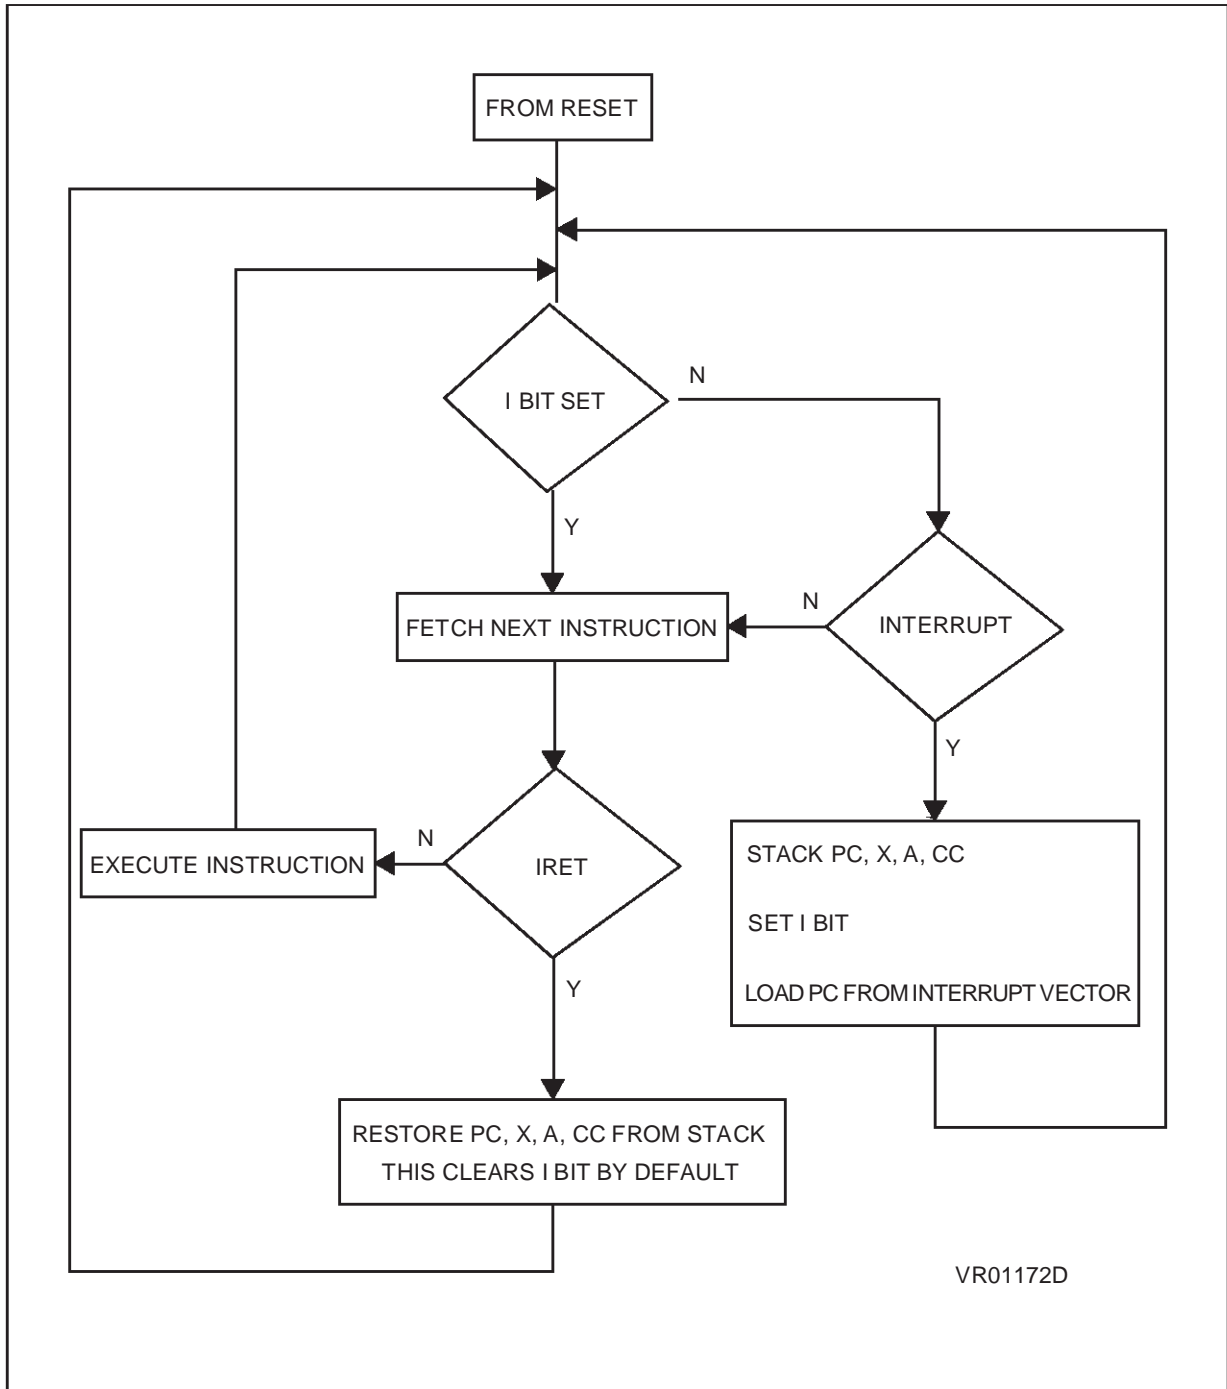 FROM RESET
I BIT SET
N
Y
FETCH NEXT INSTRUCTION
N
INTERRUPT
Y
EXECUTE INSTRUCTION
N
IRET
Y
STACK PC, X, A, CC
SET I BIT
LOAD PC FROM INTERRUPT VECTOR
RESTORE PC, X, A, CC FROM STACK
THIS CLEARS I BIT BY DEFAULT
VR01172D